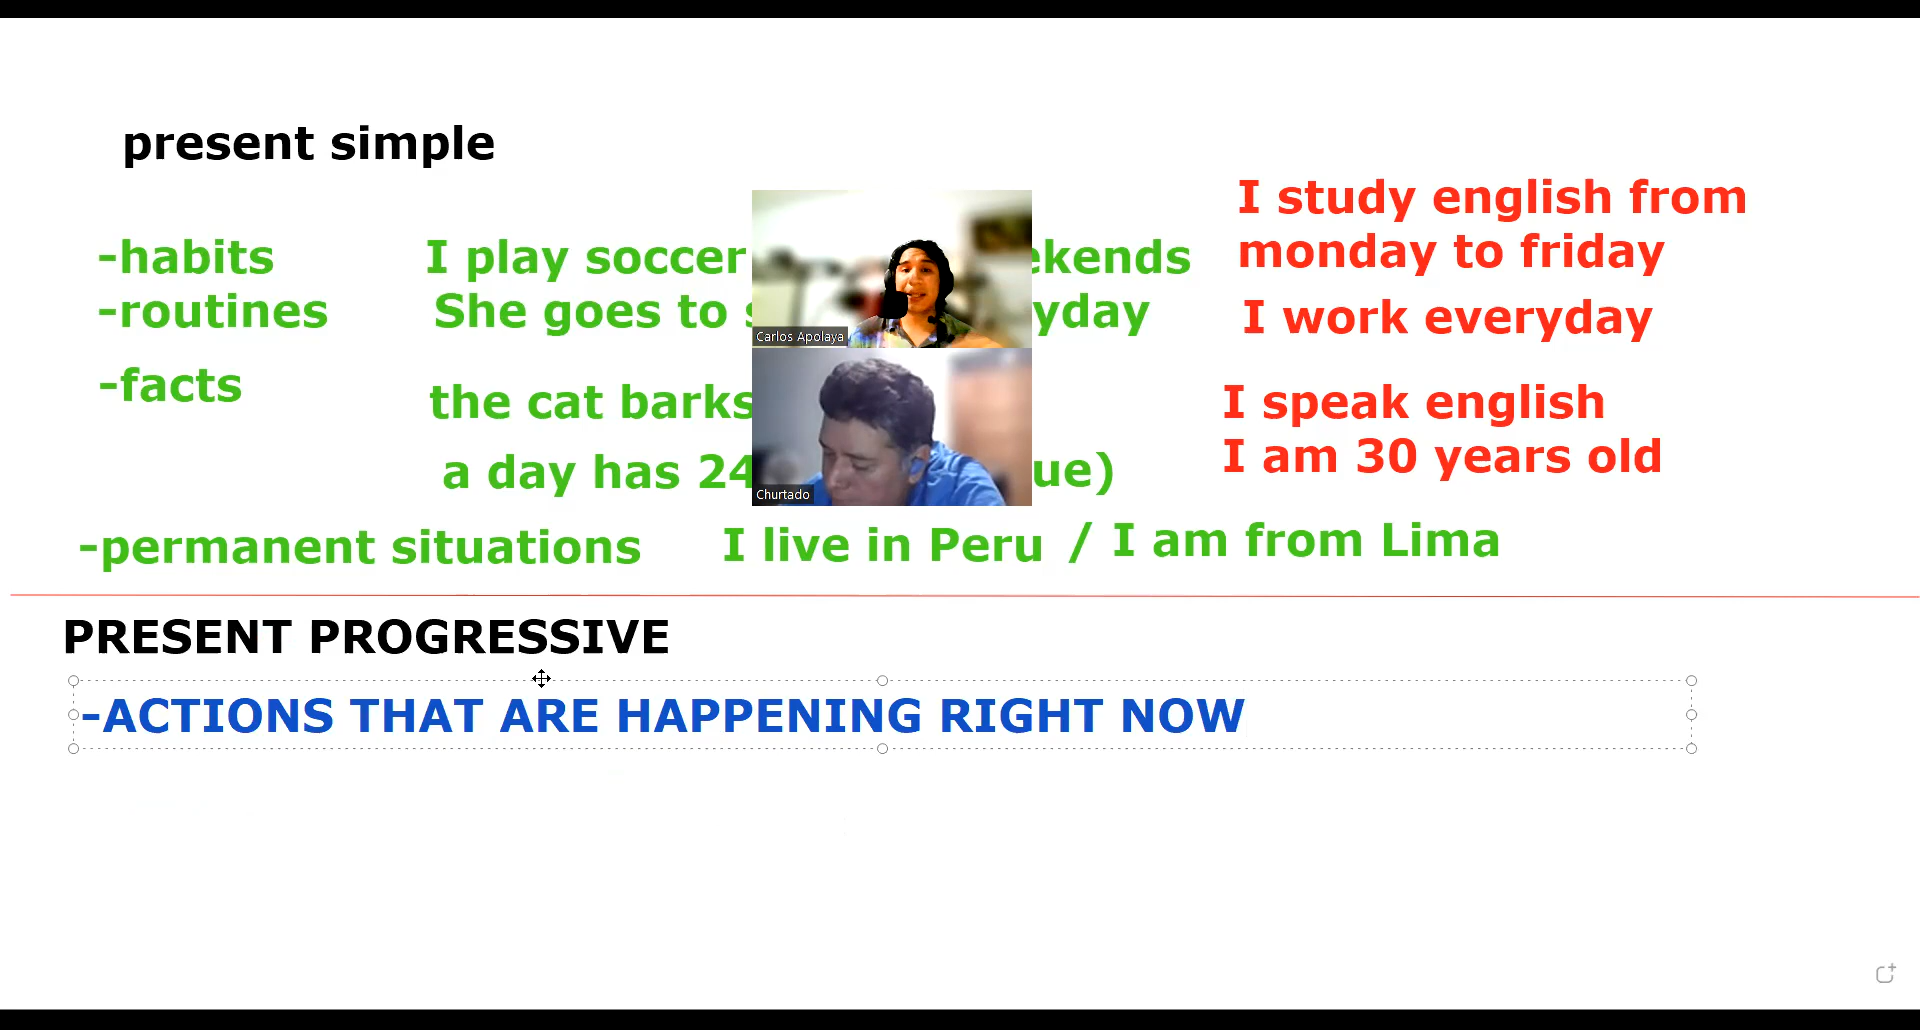 present simple
-habits
I play soccer
ekends
-routines
She goes to
yday
-facts
the cat barks
a day has 24
ue)
-permanent situations
I live in Peru / I am from Lima
I study english from
monday to friday
I work everyday
I speak english
I am 30 years old
Carlos Apolaya
Churtado
PRESENT PROGRESSIVE
-ACTIONS THAT ARE HAPPENING RIGHT NOW